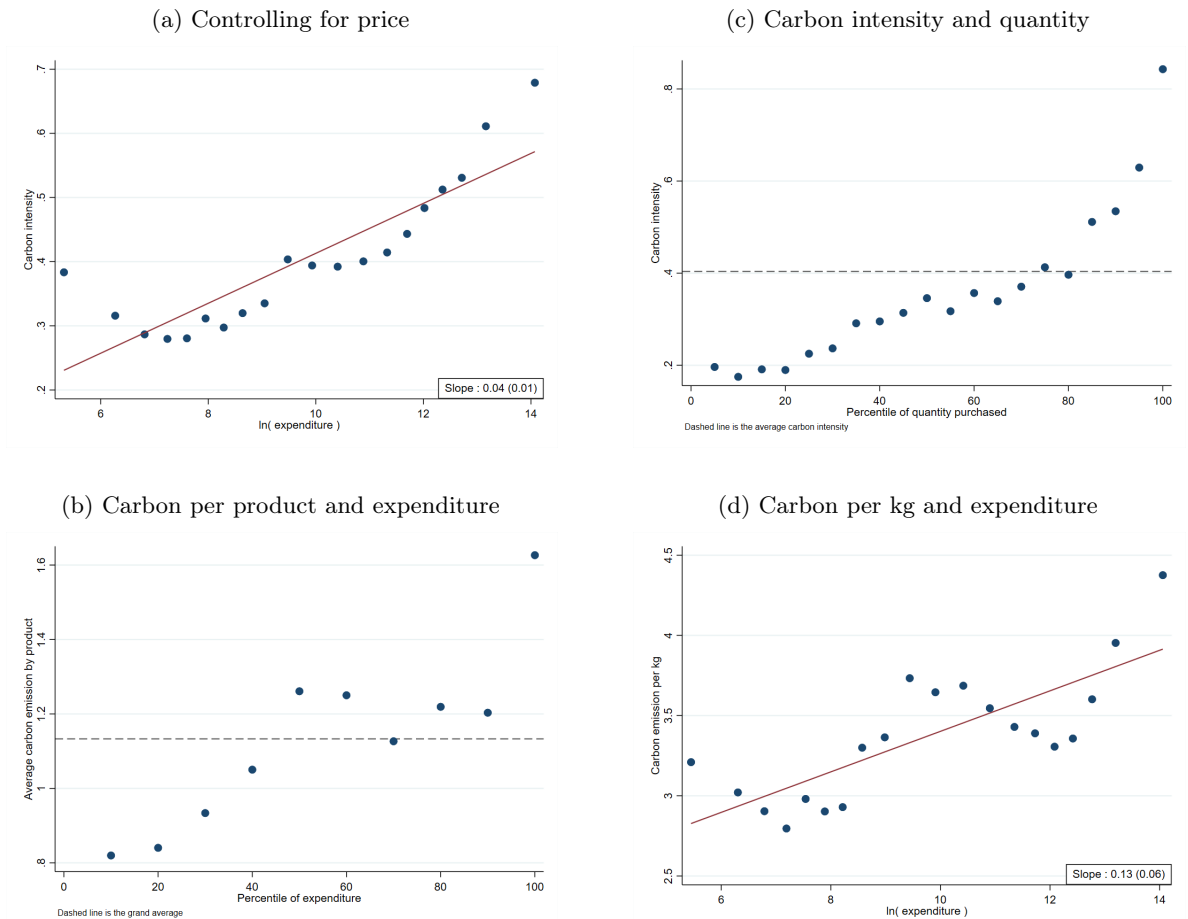 (a) Controlling for price
.7
.6
.5
.4
.3
.2
Carbon intensity
Slope : 0.04 (0.01)
6 8 10 12 14
ln( expenditure )
(c) Carbon intensity and quantity
.8
.6
.4
.2
Carbon intensity
0 20 40 60 80 100
Percentile of quantity purchased
Dashed line is the average carbon intensity
(b) Carbon per product and expenditure
1.6
1.4
1.2
1
.8
Average carbon emission by product
0 20 40 60 80 100
Percentile of expenditure
Dashed line is the grand average
(d) Carbon per kg and expenditure
4.5
4
3.5
3
2.5
Carbon emission per kg
Slope : 0.13 (0.06)
6 8 10 12 14
ln( expenditure )